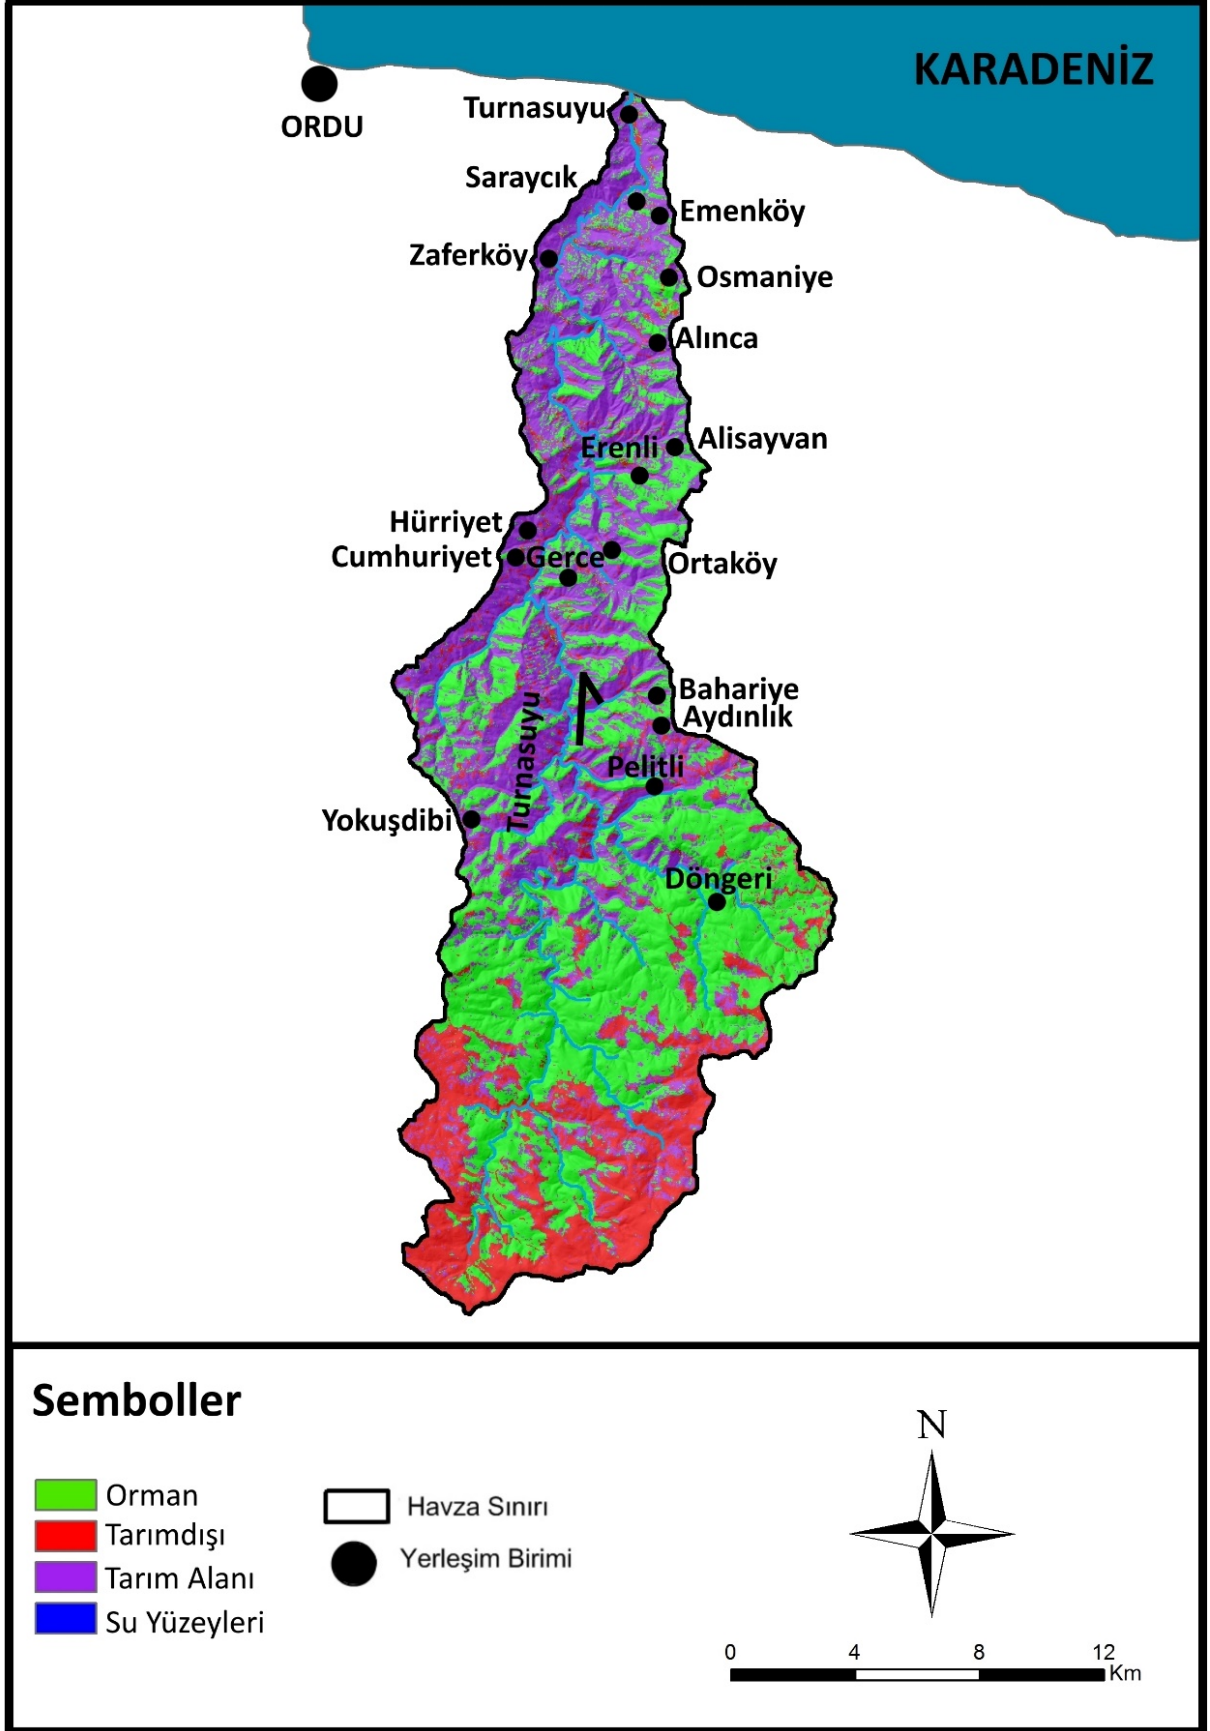 KARADENİZ
ORDU
Turnasuyu
Saraycık
Emenköy
Zaferköy
Osmaniye
Alınca
Alisayvan
Erenli
Hürriyet
Cumhuriyet
Gerce
Ortaköy
Bahariye
Aydınlık
Turnasuyu
Pelitli
Yokuşdibi
Döngeri
Semboller
Orman
Tarımdışı
Tarım Alanı
Su Yüzeyleri
Havza Sınırı
Yerleşim Birimi
N
0 4 8 12
Km